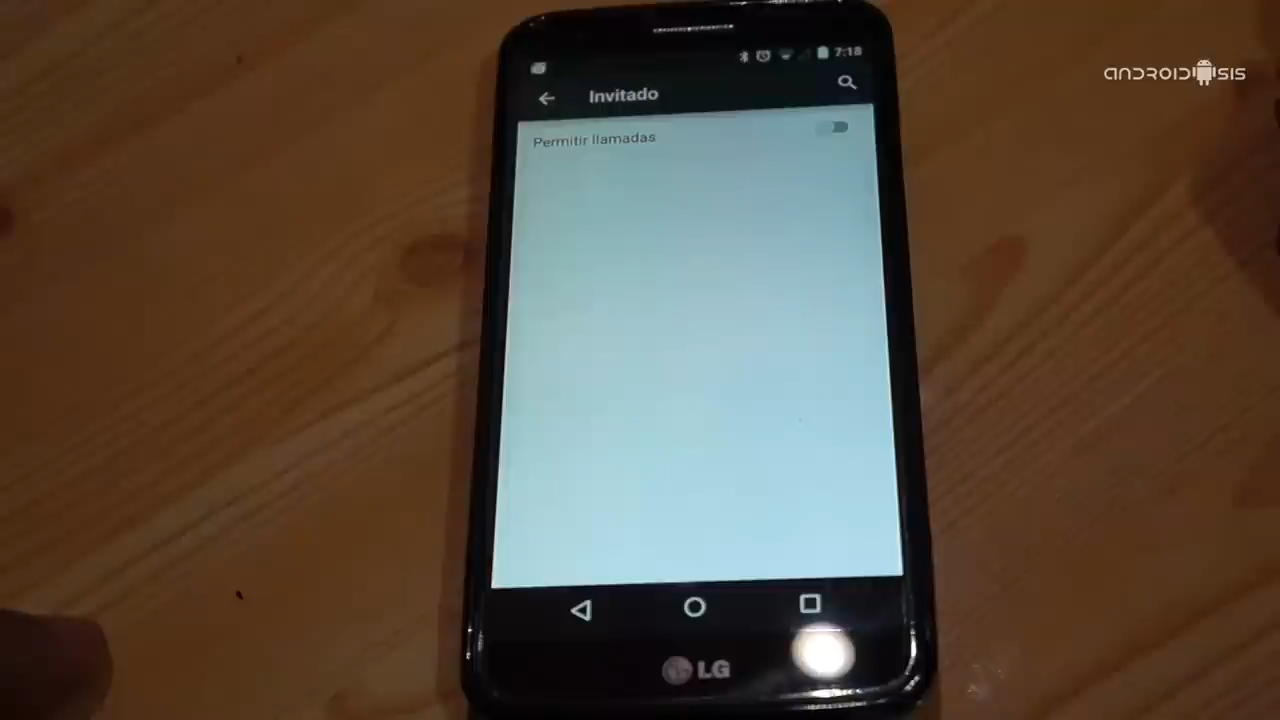 7:18
ANDROIDSIS
Invitado
Permitir llamadas
LG